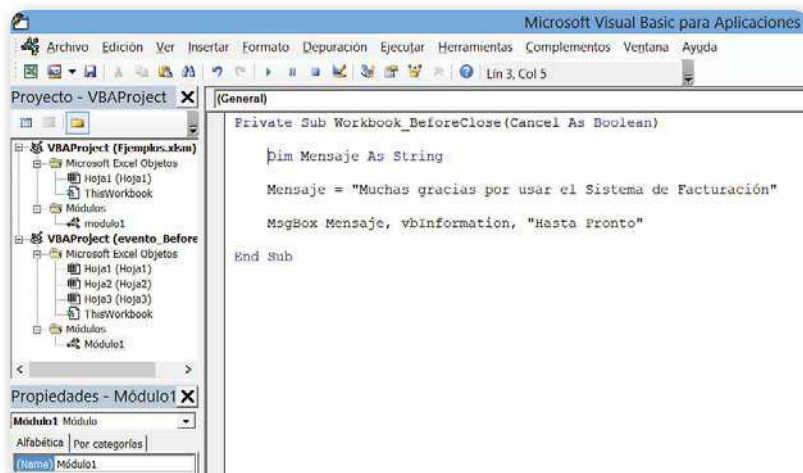 Microsoft Visual Basic para Aplicaciones
Archivo Edición Ver Insertar Formato Depuración Ejecutar Herramientas Complementos Ventana Ayuda
Lín 3, Col 5
Proyecto - VBAProject
(General)
VBAProject (Ejemplos.xlsm)
Microsoft Excel Objetos
Hoja1 (Hoja1)
ThisWorkbook
Módulos
modulo1
VBAProject (evento_Before
Microsoft Excel Objetos
Hoja1 (Hoja1)
Hoja2 (Hoja2)
Hoja3 (Hoja3)
ThisWorkbook
Módulos
Módulo1
Propiedades - Módulo1
Módulo1 Módulo
Alfabética Por categorías
(Name) Módulo1
Private Sub Workbook_BeforeClose(Cancel As Boolean)
Dim Mensaje As String
Mensaje = "Muchas gracias por usar el Sistema de Facturación"
MsgBox Mensaje, vbInformation, "Hasta Pronto"
End Sub